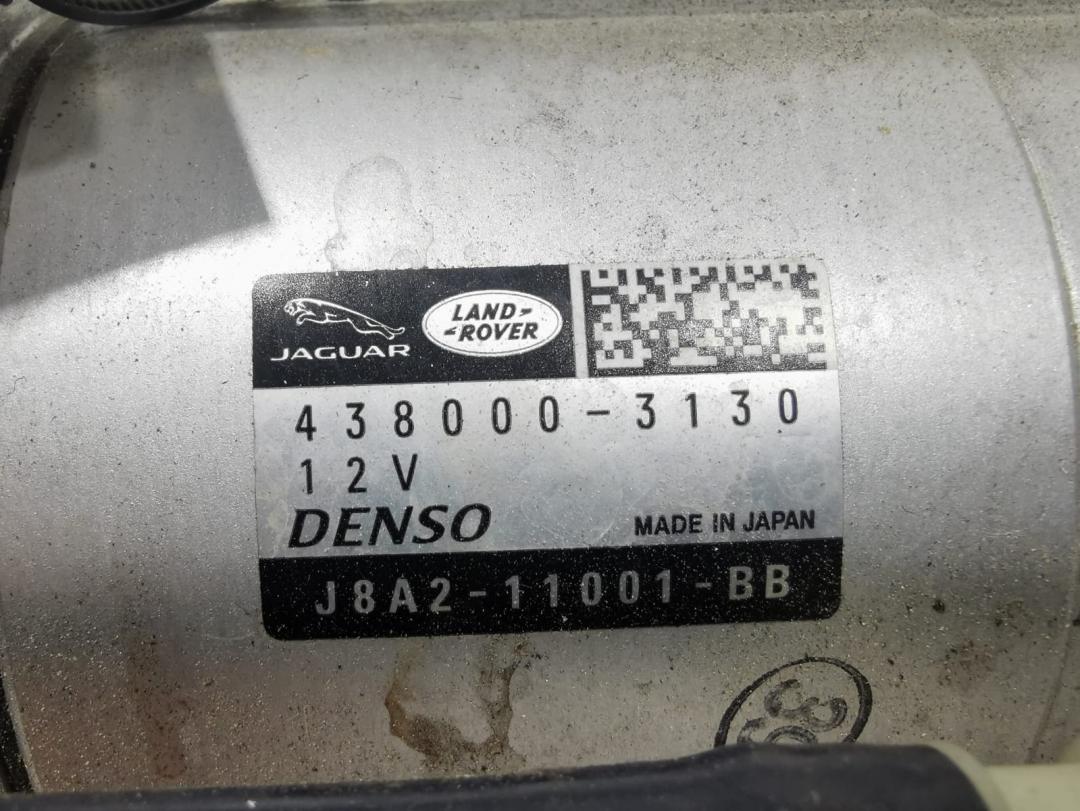 JAGUAR
LAND-
-ROVER
438000-3130
12V
DENSO
MADE IN JAPAN
J8A2-11001-BB